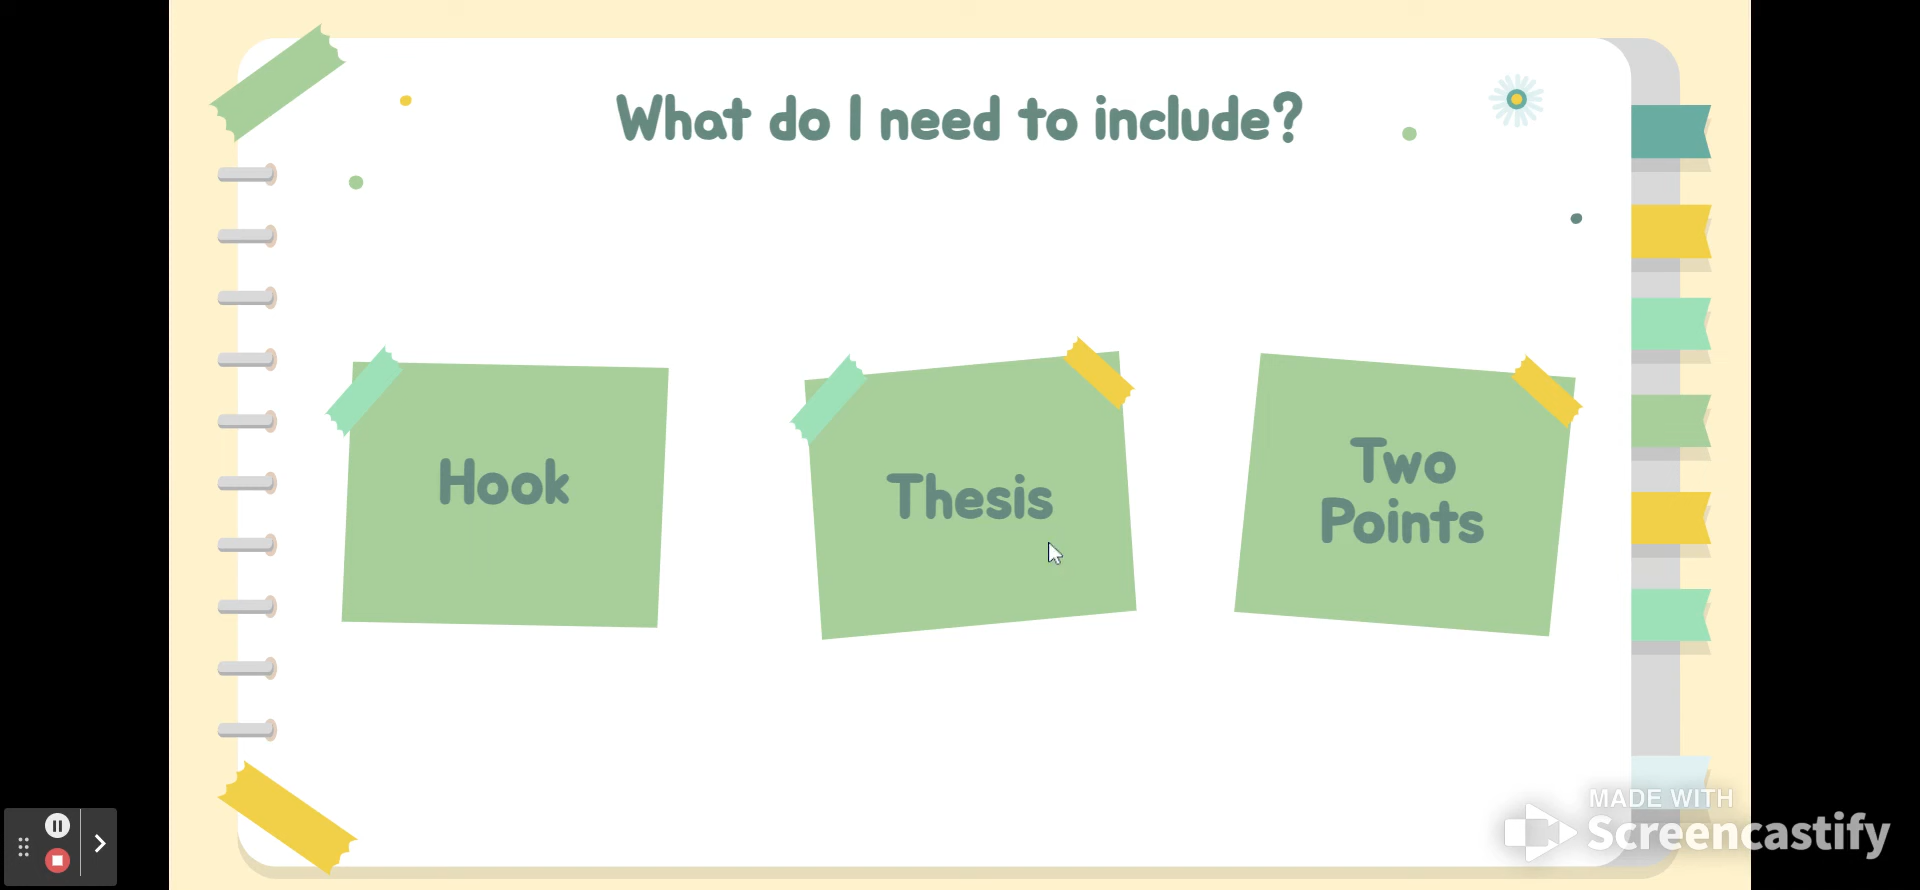 What do I need to include?
Hook
Thesis
Two
Points
MADE WITH
Screencastify